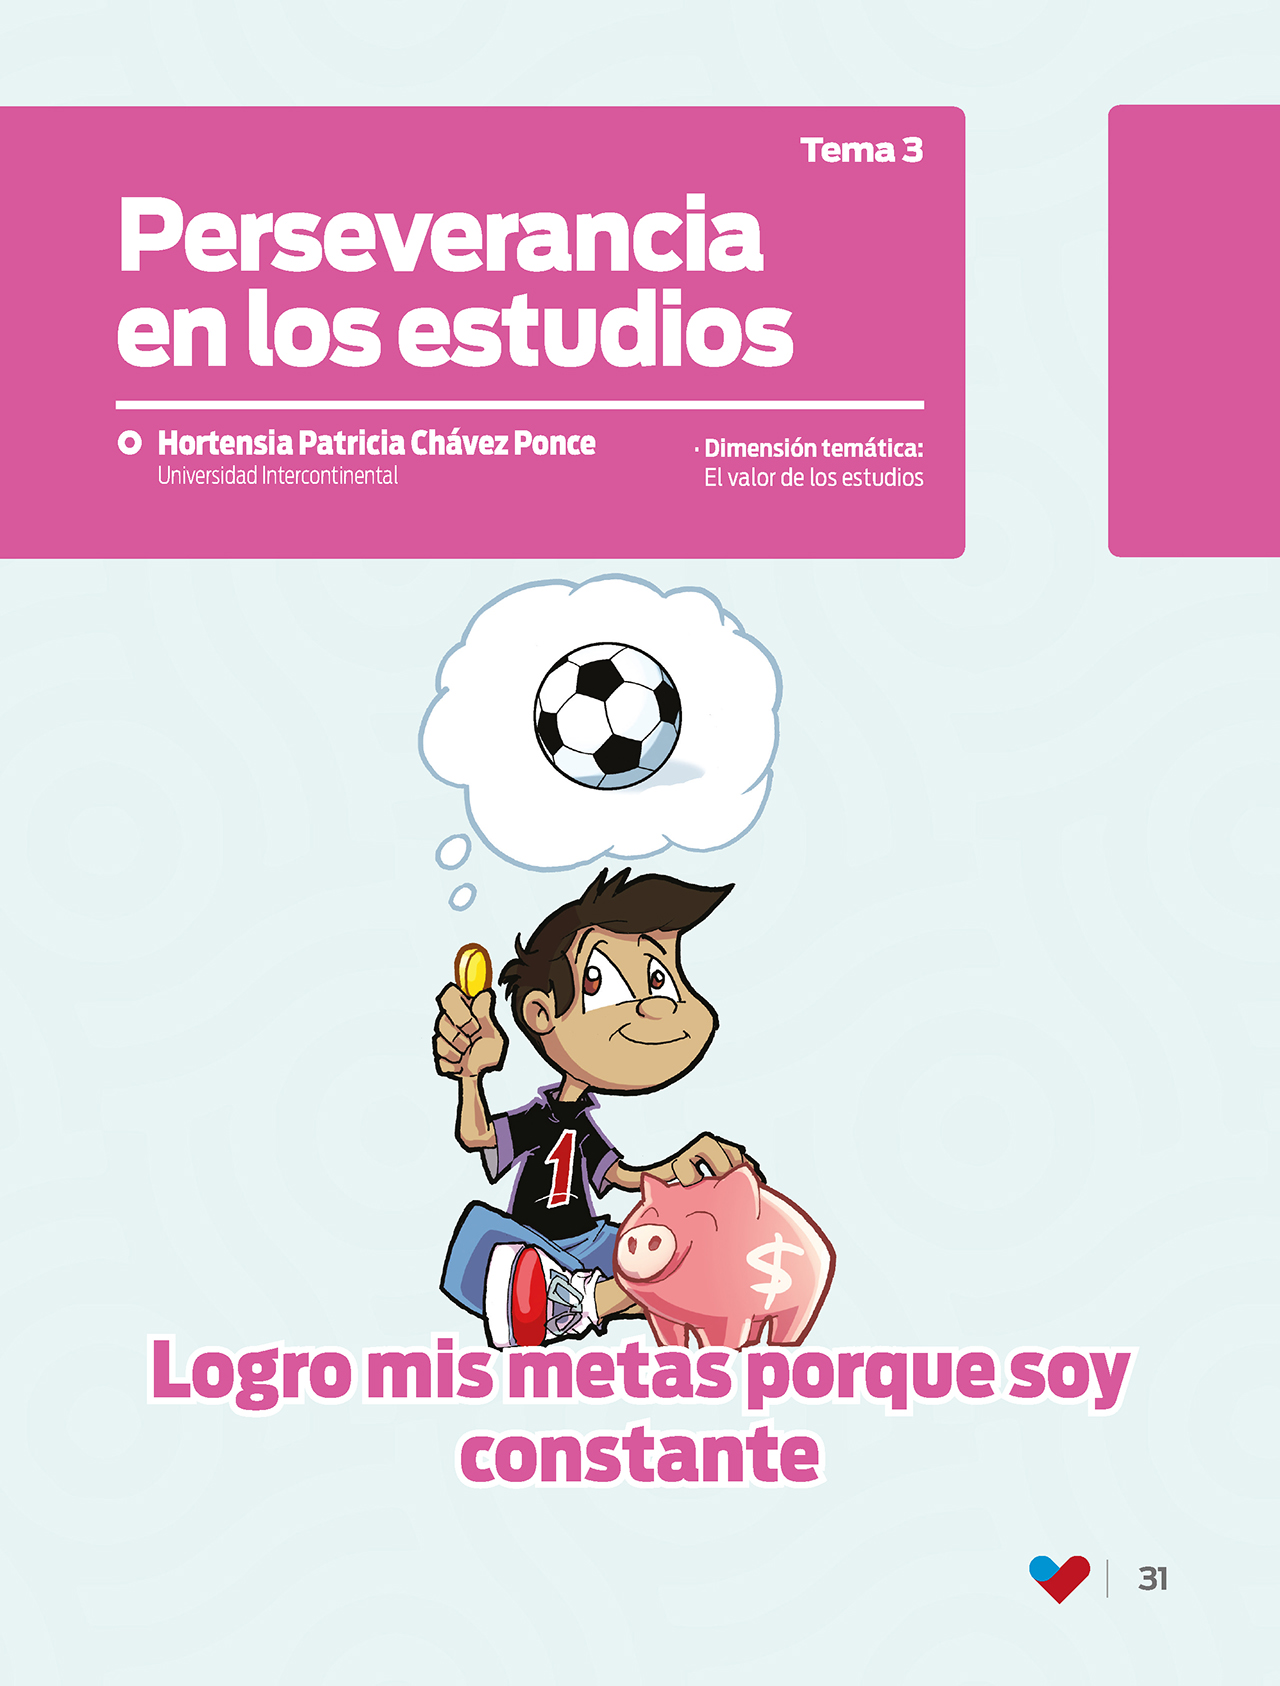 Tema 3
Perseverancia
en los estudios
Hortensia Patricia Chávez Ponce
Universidad Intercontinental
· Dimensión temática:
El valor de los estudios
1
$
Logro mis metas porque soy
constante
31